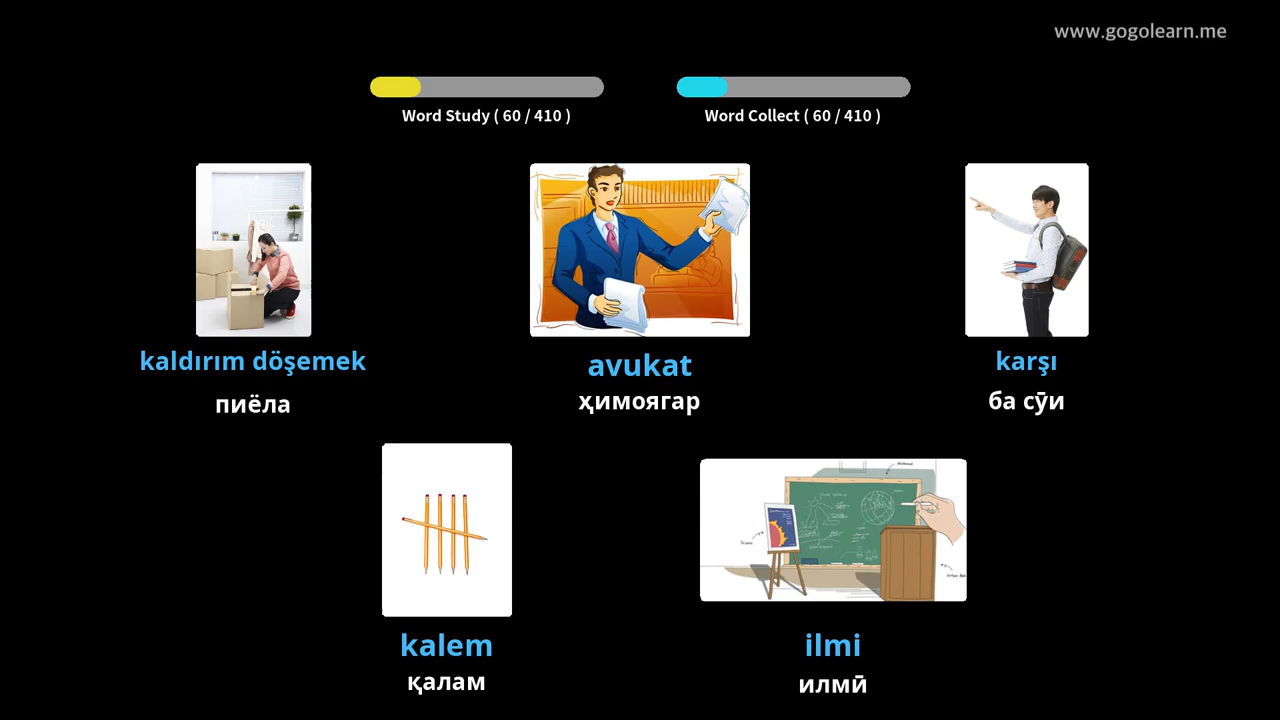 www.gogolearn.me
Word Study ( 60 / 410 )
Word Collect ( 60 / 410 )
kaldırım döşemek
пиёла
avukat
ҳимоягар
karşı
ба сӯи
kalem
қалам
ilmi
илмӣ